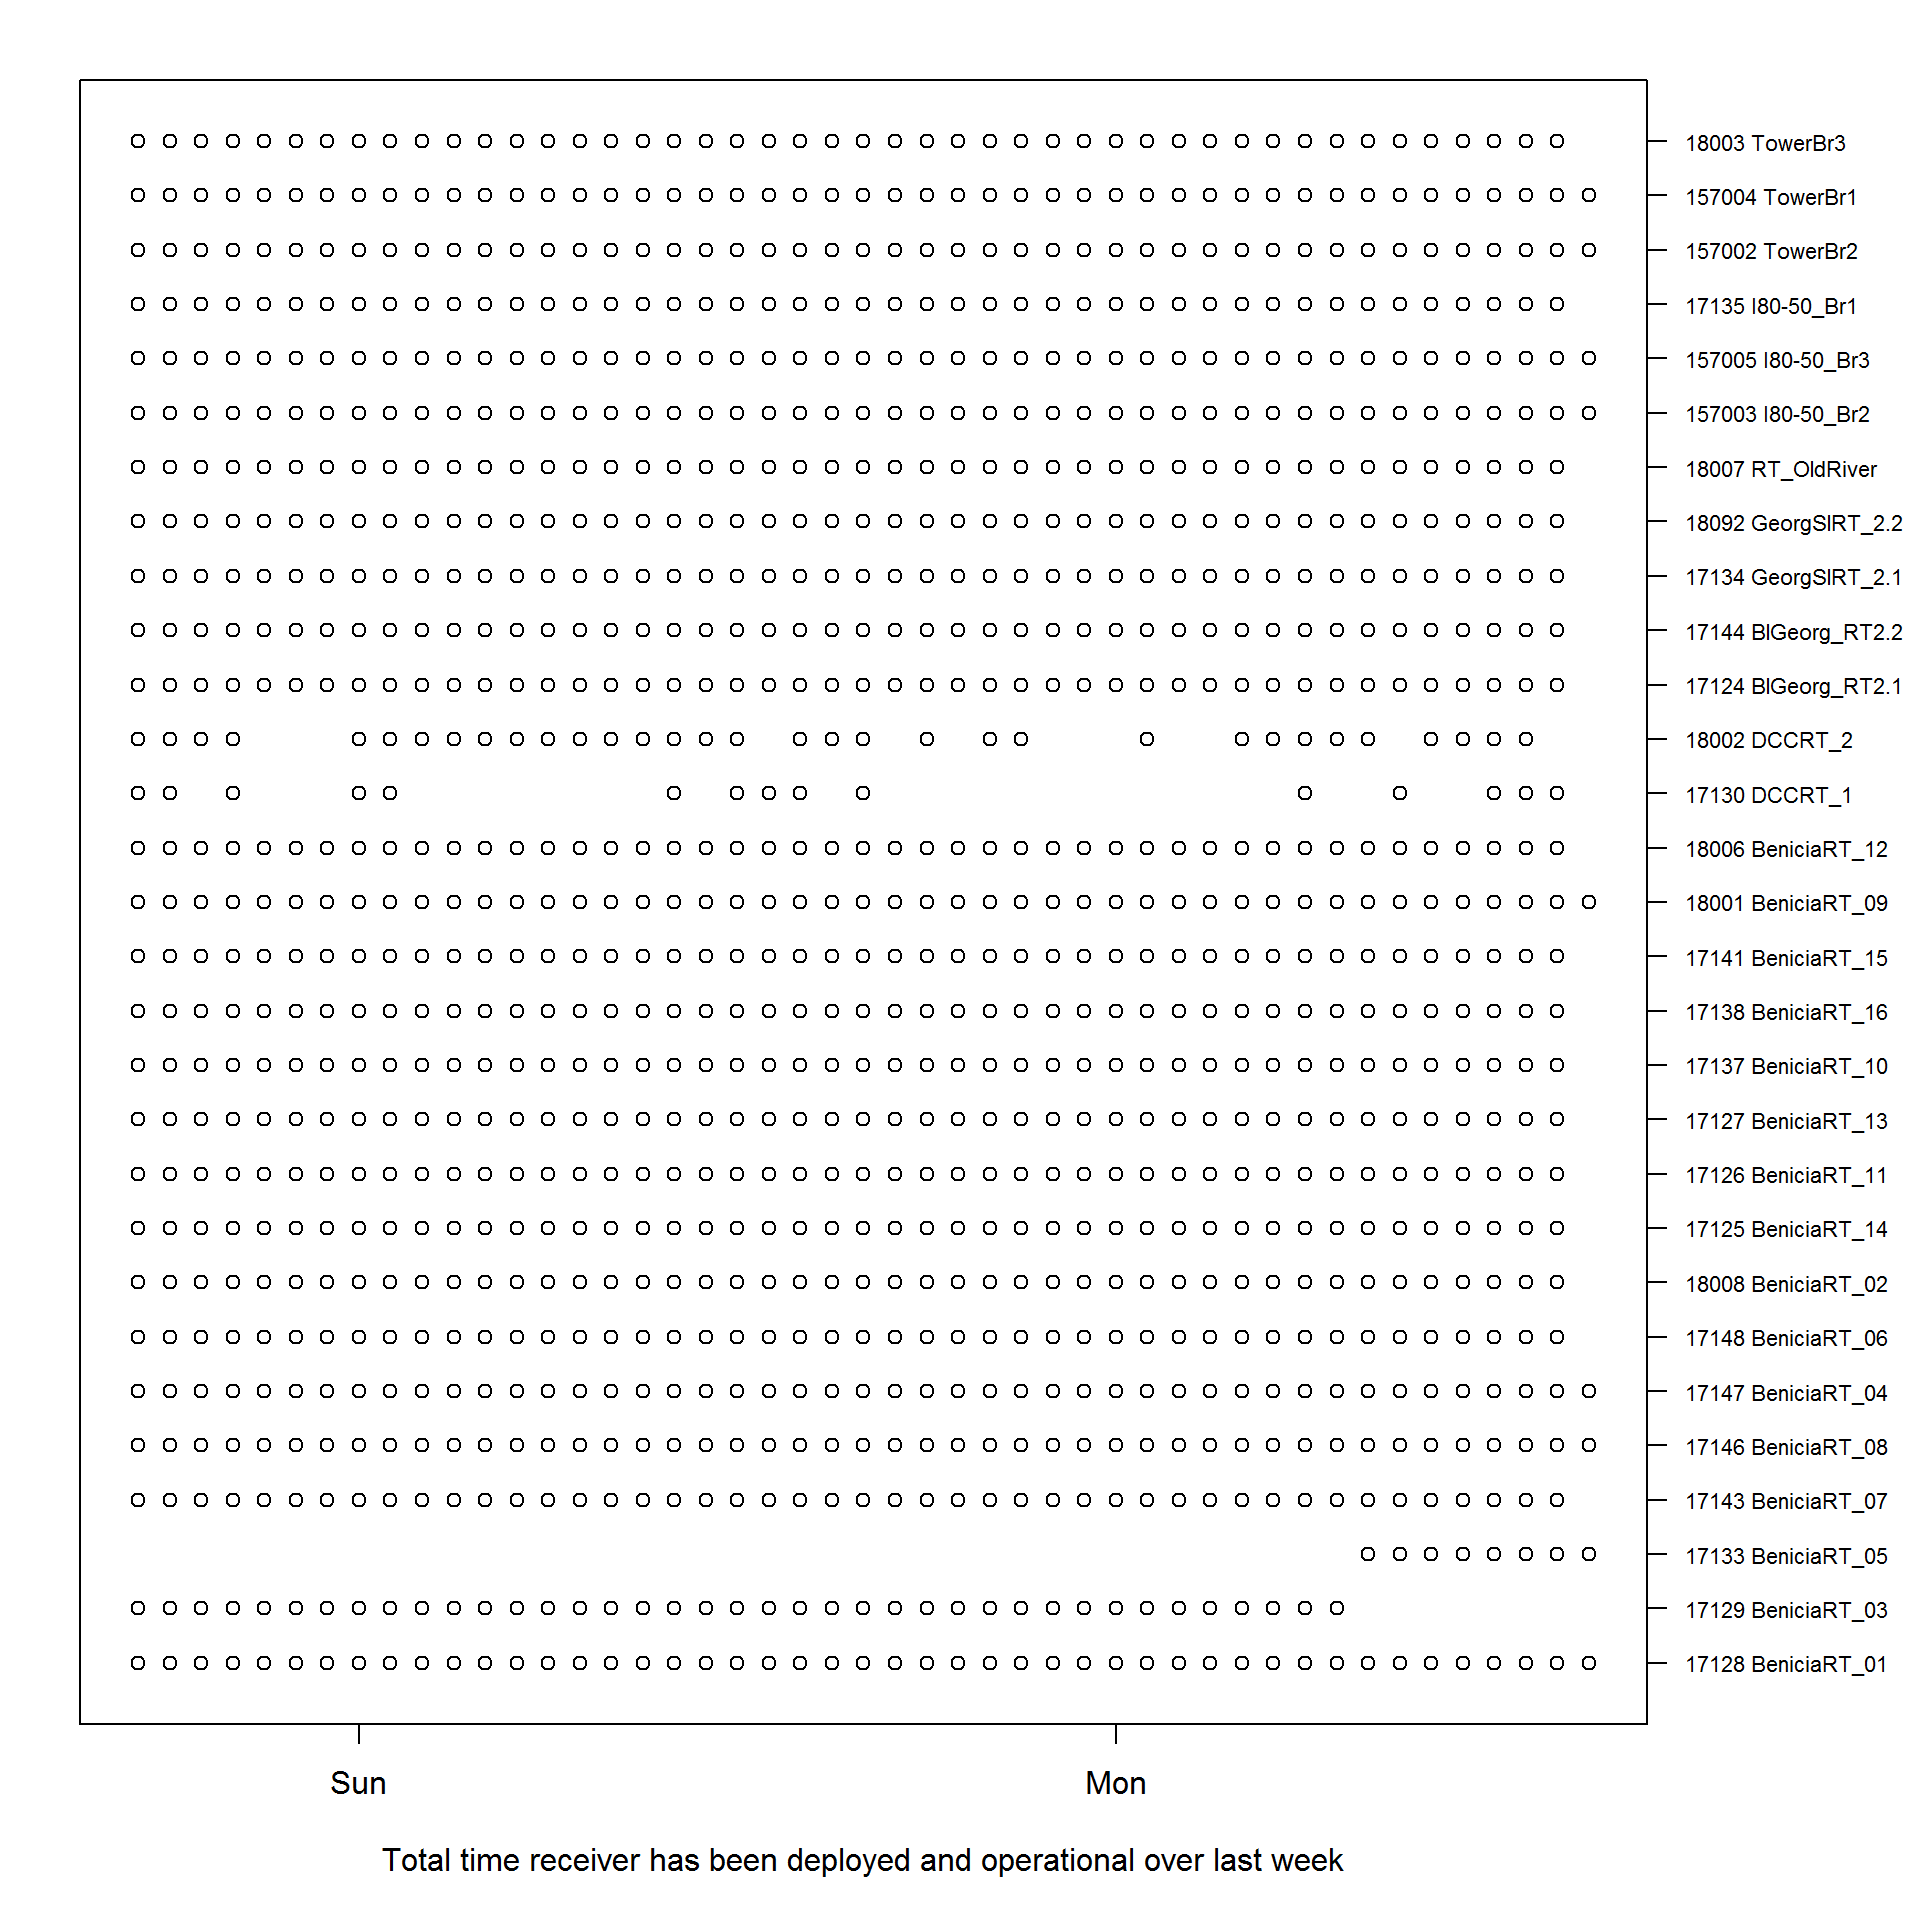 18003 TowerBr3
157004 TowerBr1
157002 TowerBr2
17135 I80-50_Br1
157005 I80-50_Br3
157003 I80-50_Br2
18007 RT_OldRiver
18092 GeorgSlRT_2.2
17134 GeorgSlRT_2.1
17144 BlGeorg_RT2.2
17124 BlGeorg_RT2.1
18002 DCCRT_2
17130 DCCRT_1
18006 BeniciaRT_12
18001 BeniciaRT_09
17141 BeniciaRT_15
17138 BeniciaRT_16
17137 BeniciaRT_10
17127 BeniciaRT_13
17126 BeniciaRT_11
17125 BeniciaRT_14
18008 BeniciaRT_02
17148 BeniciaRT_06
17147 BeniciaRT_04
17146 BeniciaRT_08
17143 BeniciaRT_07
17133 BeniciaRT_05
17129 BeniciaRT_03
17128 BeniciaRT_01
Sun Mon
Total time receiver has been deployed and operational over last week